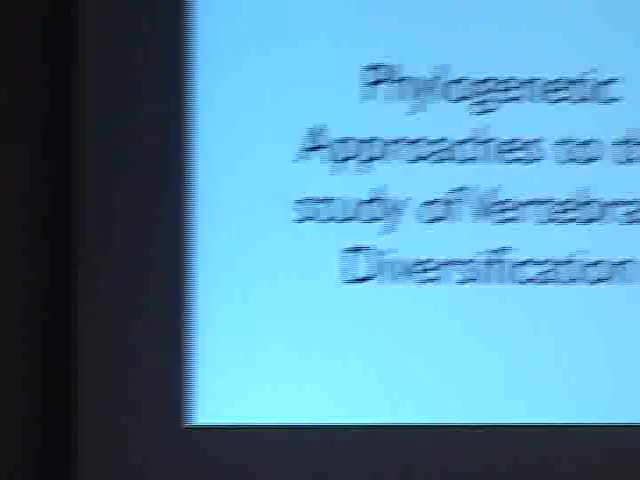 Phylogenetic
Approaches to
study of
Diversification